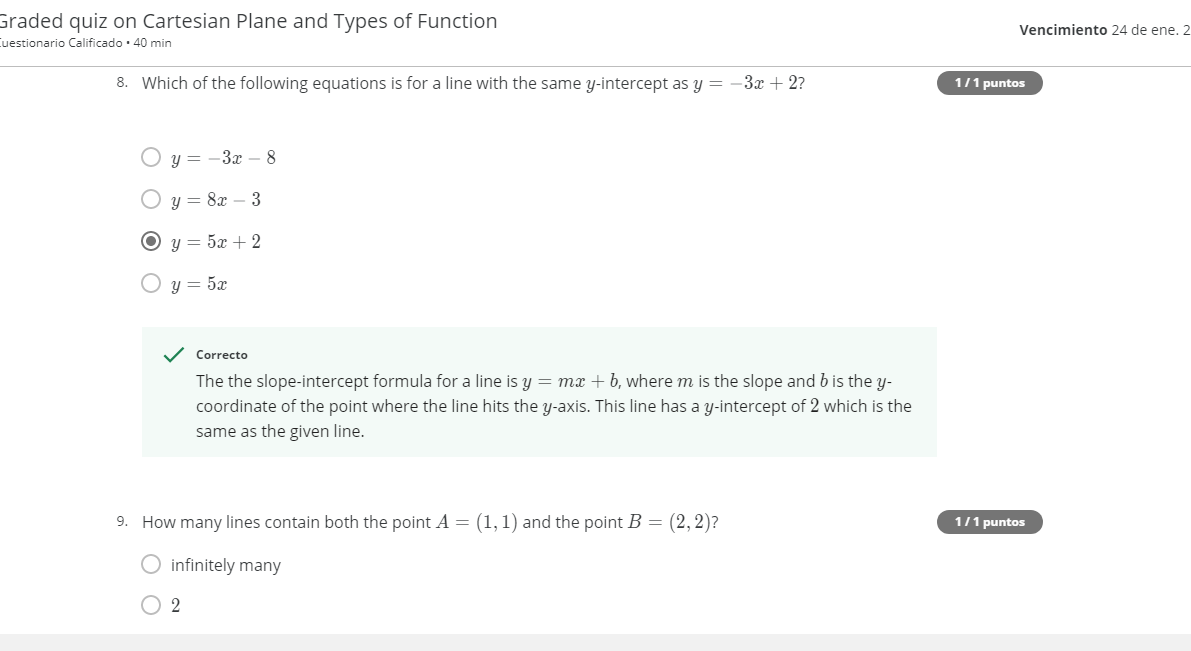 Graded quiz on Cartesian Plane and Types of Function
Cuestionario Calificado • 40 min
Vencimiento 24 de ene. 2
8. Which of the following equations is for a line with the same y-intercept as y = −3x + 2?
1 / 1 puntos
y = −3x − 8
y = 8x − 3
y = 5x + 2
y = 5x
Correcto
The the slope-intercept formula for a line is y = mx + b, where m is the slope and b is the y-
coordinate of the point where the line hits the y-axis. This line has a y-intercept of 2 which is the
same as the given line.
9. How many lines contain both the point A = (1, 1) and the point B = (2, 2)?
1 / 1 puntos
infinitely many
2